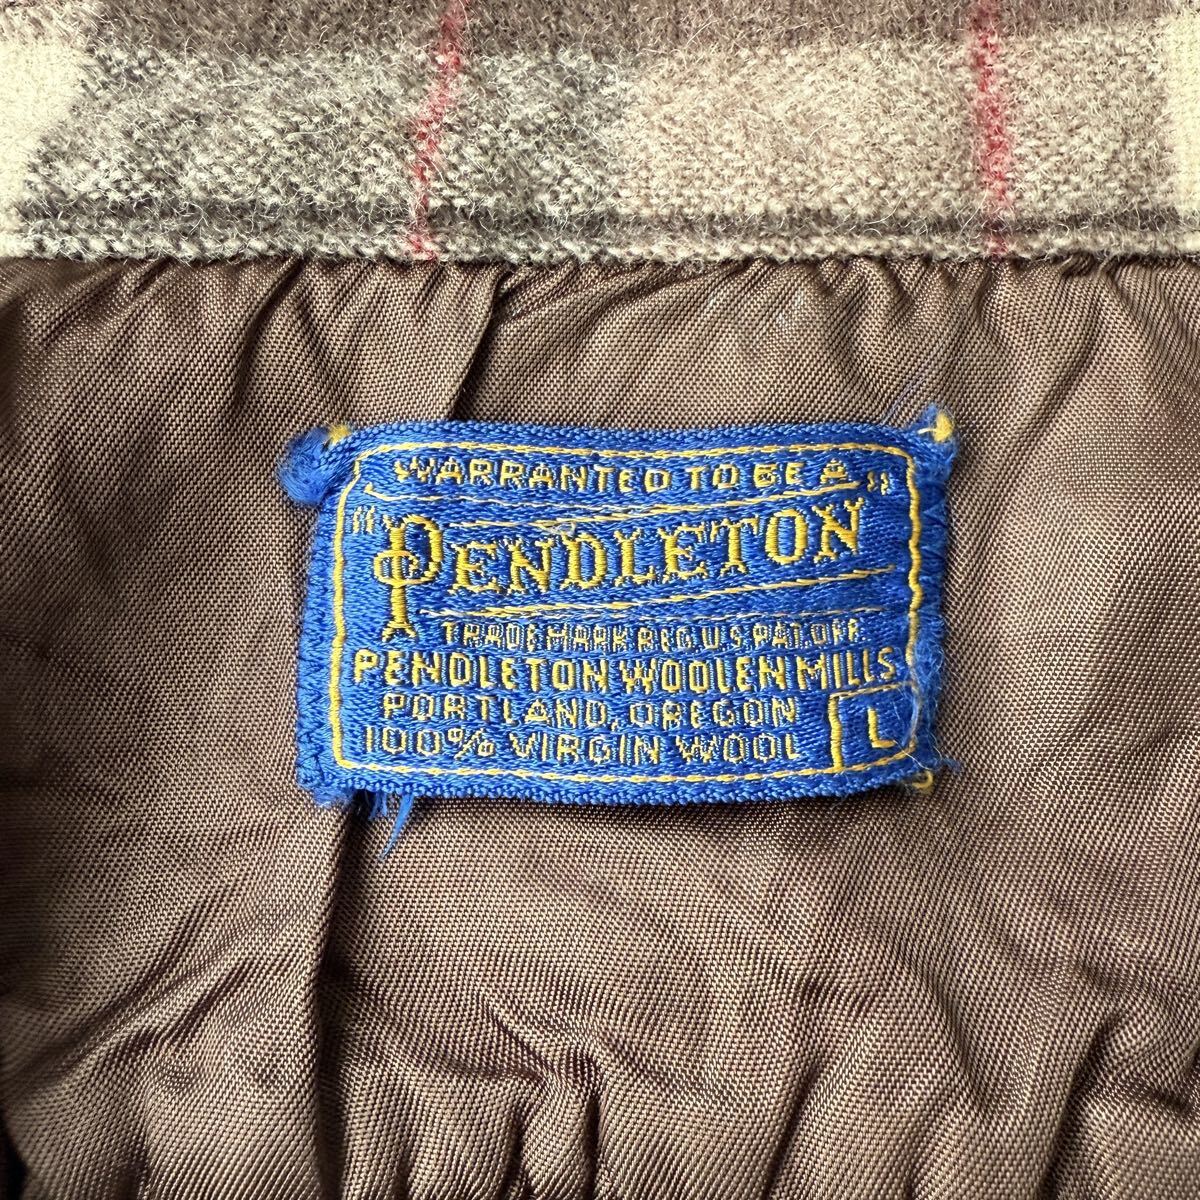 WARRANTED TO BE A
"PENDLETON"
TRADE MARK REG. U.S. PAT. OFF.
PENDLETON WOOLEN MILLS
PORTLAND, OREGON
100% VIRGIN WOOL
L